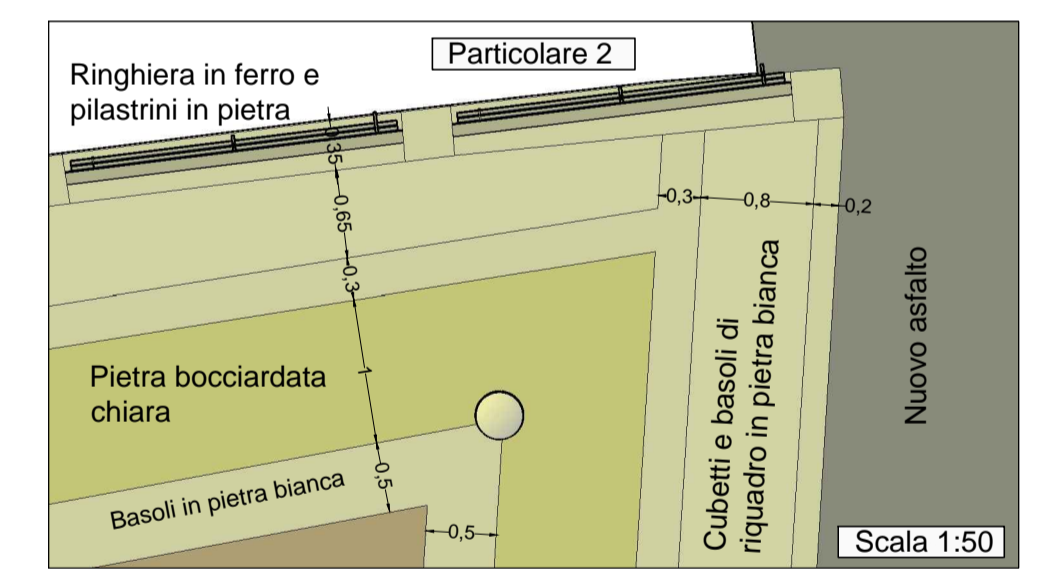 Particolare 2
Ringhiera in ferro e
pilastrini in pietra
0,35
0,65
0,3
1
0,5
0,3
0,8
0,2
Pietra bocciardata
chiara
Basoli in pietra bianca
0,5
Cubetti e basoli di
riquadro in pietra bianca
Nuovo asfalto
Scala 1:50